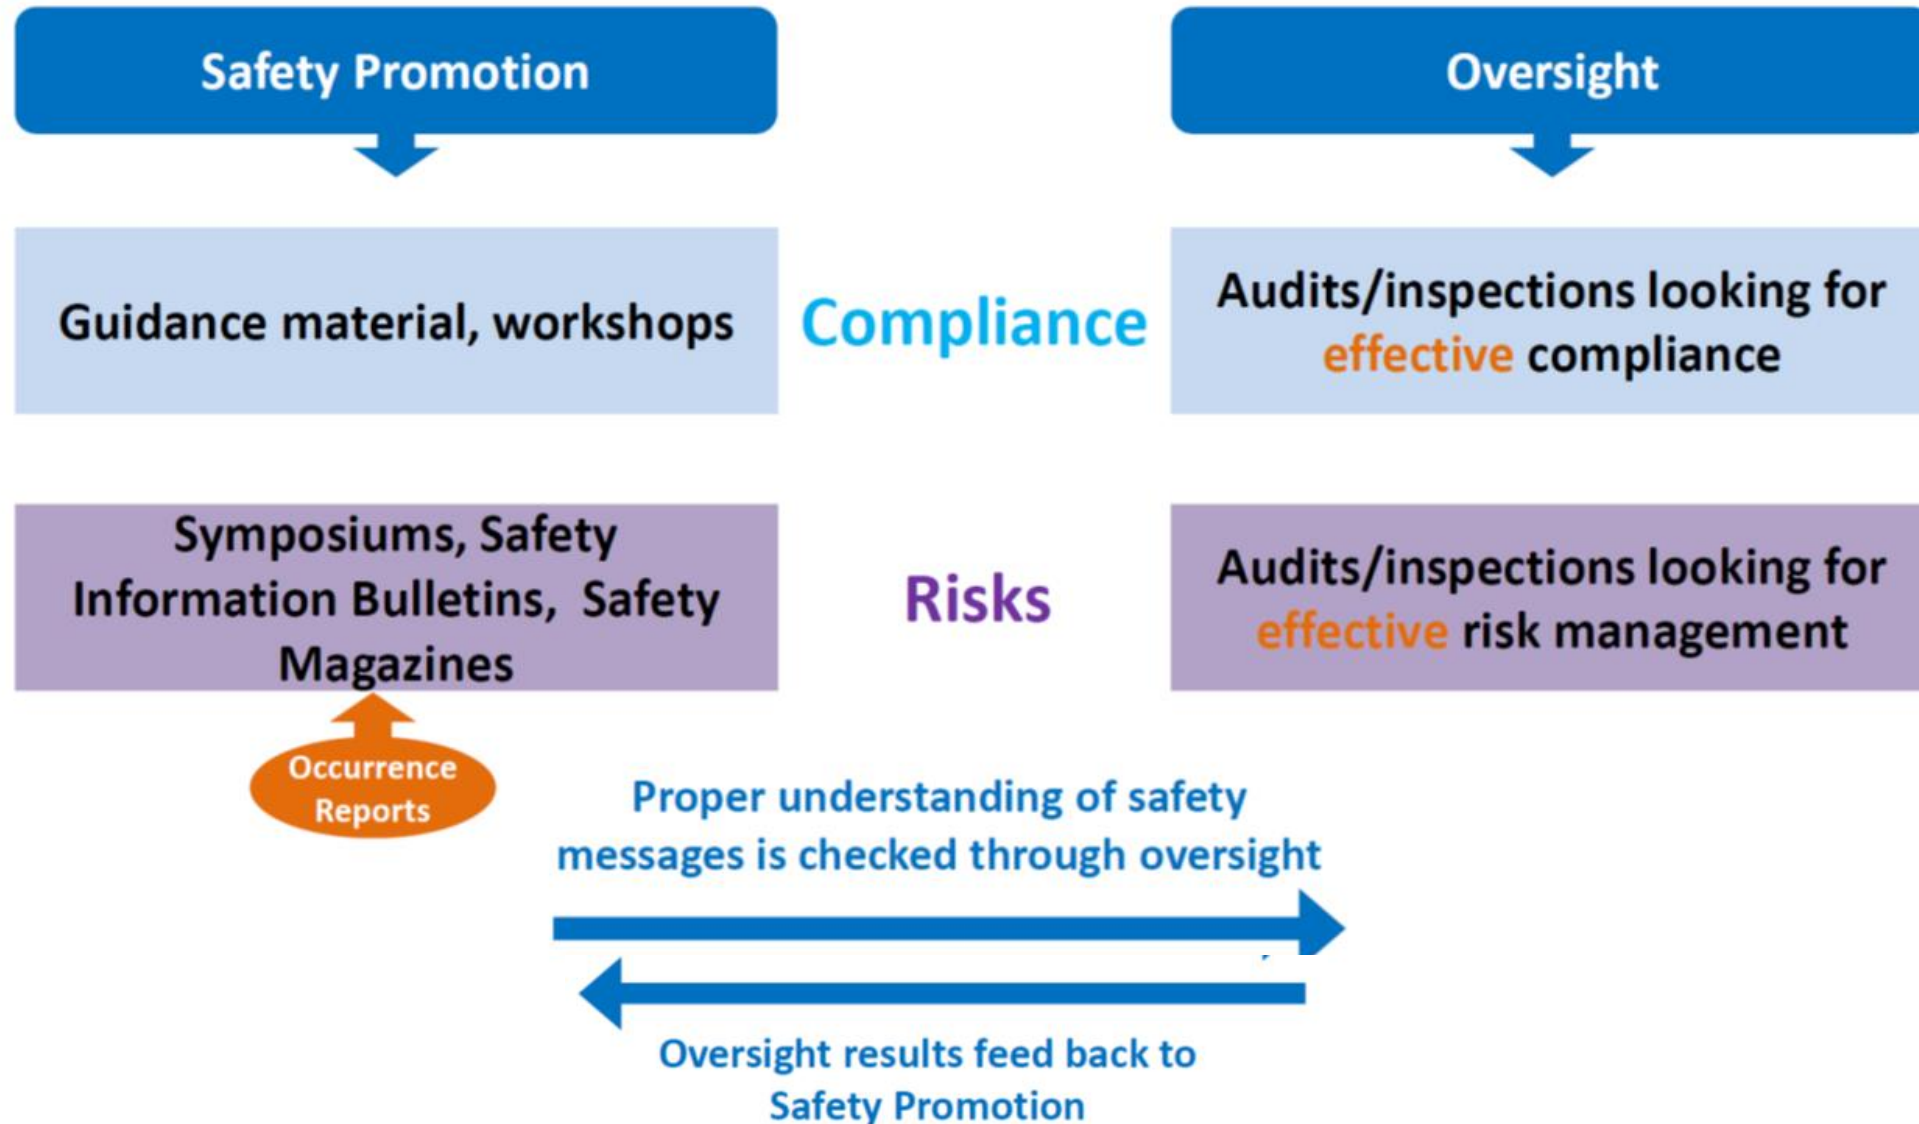 Safety Promotion
Oversight
Guidance material, workshops
Compliance
Audits/inspections looking for
effective compliance
Symposiums, Safety
Information Bulletins,  Safety
Magazines
Risks
Audits/inspections looking for
effective risk management
Occurrence
Reports
Proper understanding of safety
messages is checked through oversight
Oversight results feed back to
Safety Promotion